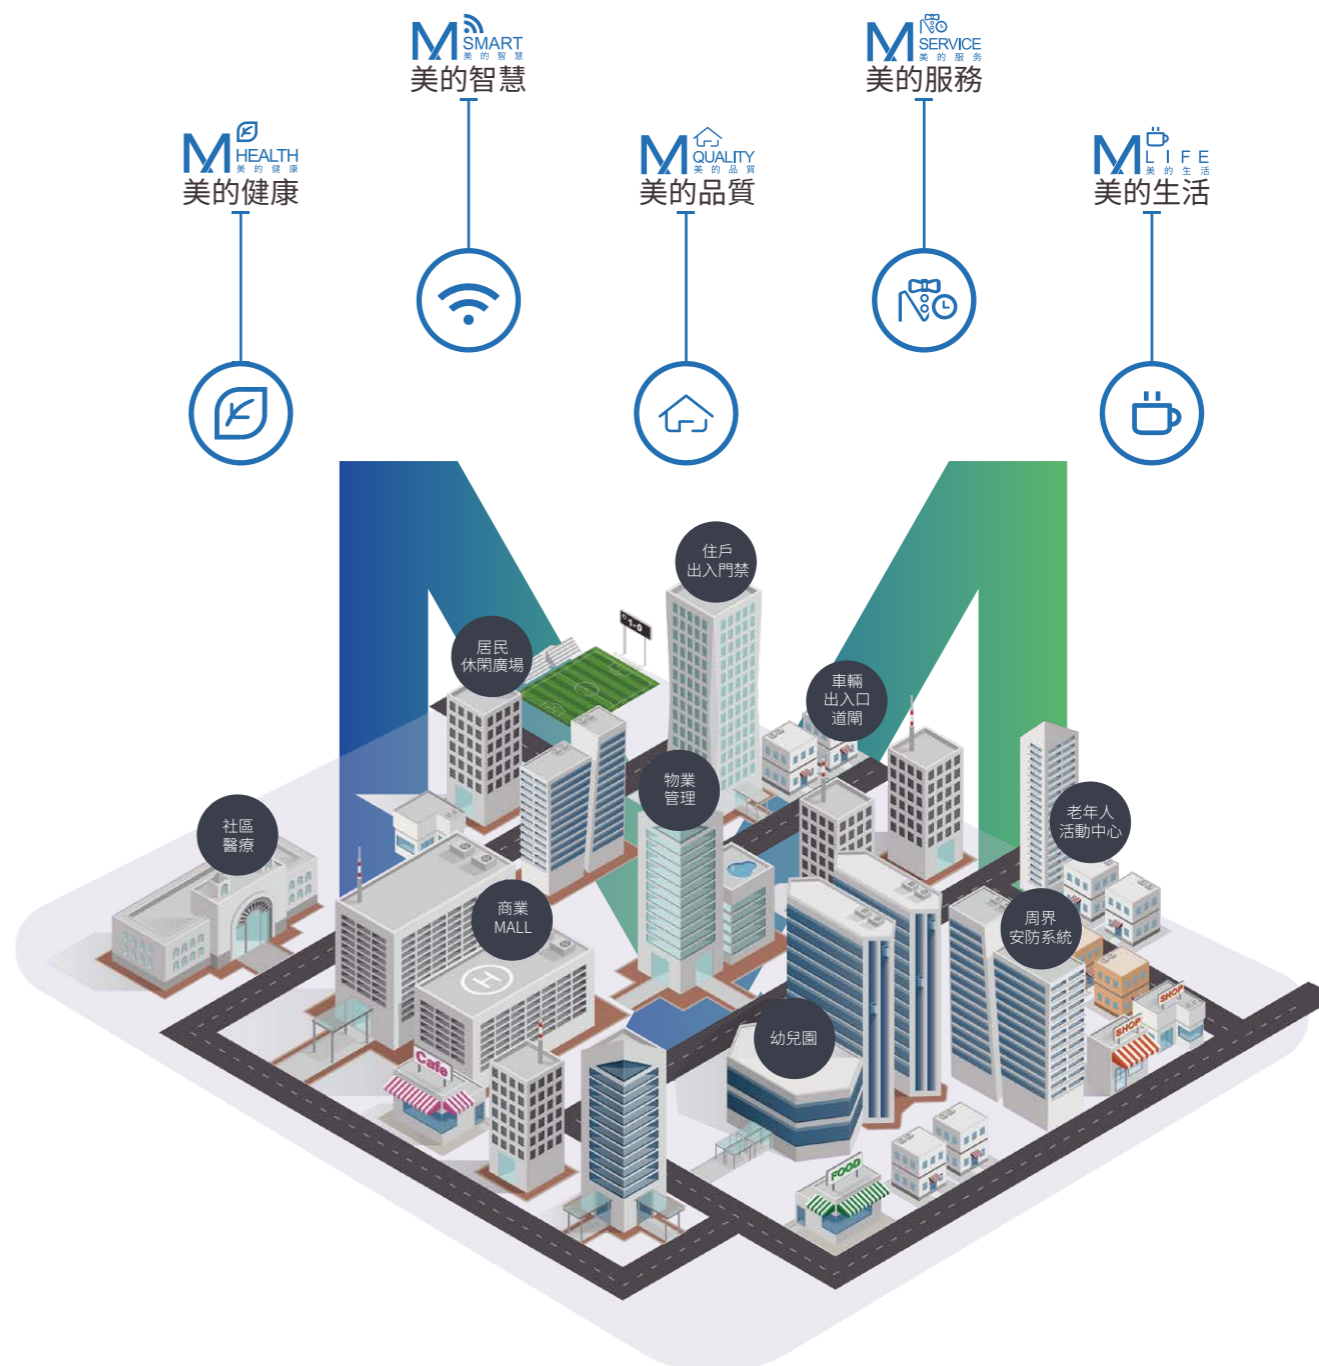 SMART
美的智慧
美的智慧
SERVICE
美的服务
美的服務
HEALTH
美的健康
美的健康
QUALITY
美的品質
美的品質
LIFE
美的生活
美的生活
住戶
出入門禁
1-0
居民
休閑廣場
車輛
出入口
道閘
物業
管理
社區
醫療
老年人
活動中心
商業
MALL
周界
安防系統
H
SHOP
SHOP
幼兒園
Cafe
FOOD